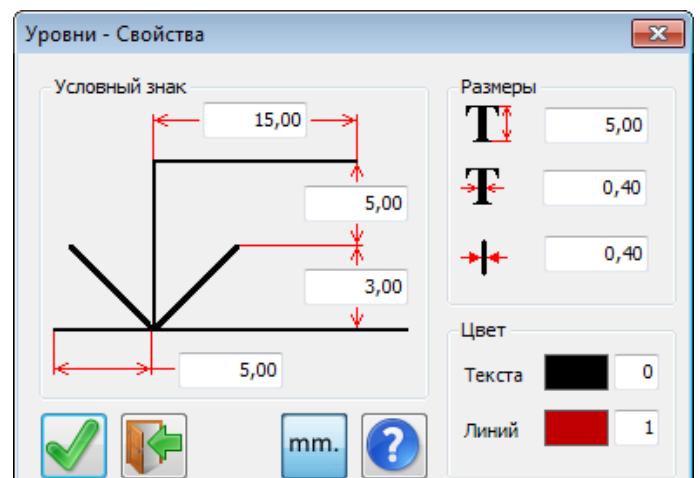 Уровни - Свойства
Условный знак
15,00
5,00
3,00
5,00
Размеры
T 5,00
T 0,40
0,40
Цвет
Текста 0
Линий 1
mm. ?